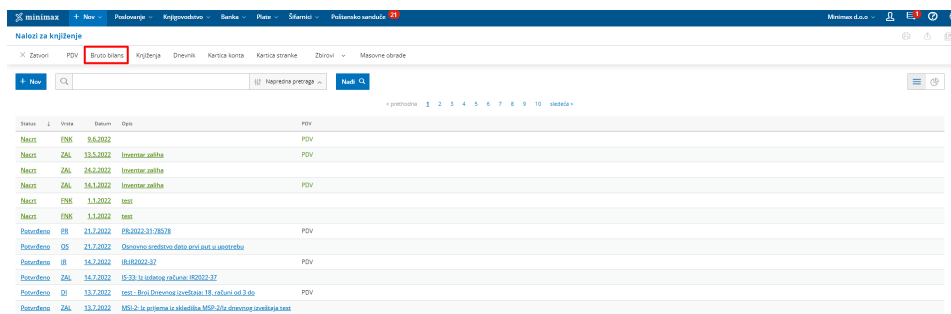 minimax + Nov Poslovanje Knjigovodstvo Banka Plate Šifarnici Poštansko sanduče 21 Minimax d.o.o 1
Nalozi za knjiženje
× Zatvori PDV Bruto bilans Knjiženja Dnevnik Kartica konta Kartica stranke Zbirovi Masovne obrade
+ Nov Napredna pretraga Nađi
« prethodna 1 2 3 4 5 6 7 8 9 10 sledeća »
Status ↓ Vrsta Datum Opis PDV
Nacrt FNK 9.6.2022 PDV
Nacrt ZAL 13.5.2022 Inventar zaliha PDV
Nacrt ZAL 24.2.2022 Inventar zaliha
Nacrt ZAL 14.1.2022 Inventar zaliha PDV
Nacrt FNK 1.1.2022 test
Nacrt FNK 1.1.2022 test
Potvrđeno PR 21.7.2022 PR:2022-31;78578 PDV
Potvrđeno OS 21.7.2022 Osnovno sredstvo dato prvi put u upotrebu
Potvrđeno IR 14.7.2022 IR:IR2022-37 PDV
Potvrđeno ZAL 14.7.2022 IS-33: Iz izdatog računa: IR2022-37
Potvrđeno DI 13.7.2022 test - Broj Dnevnog izveštaja: 18, računi od 3 do PDV
Potvrđeno ZAL 13.7.2022 MSI-2: Iz prijema iz skladišta MSP-2/Iz dnevnog izveštaja test